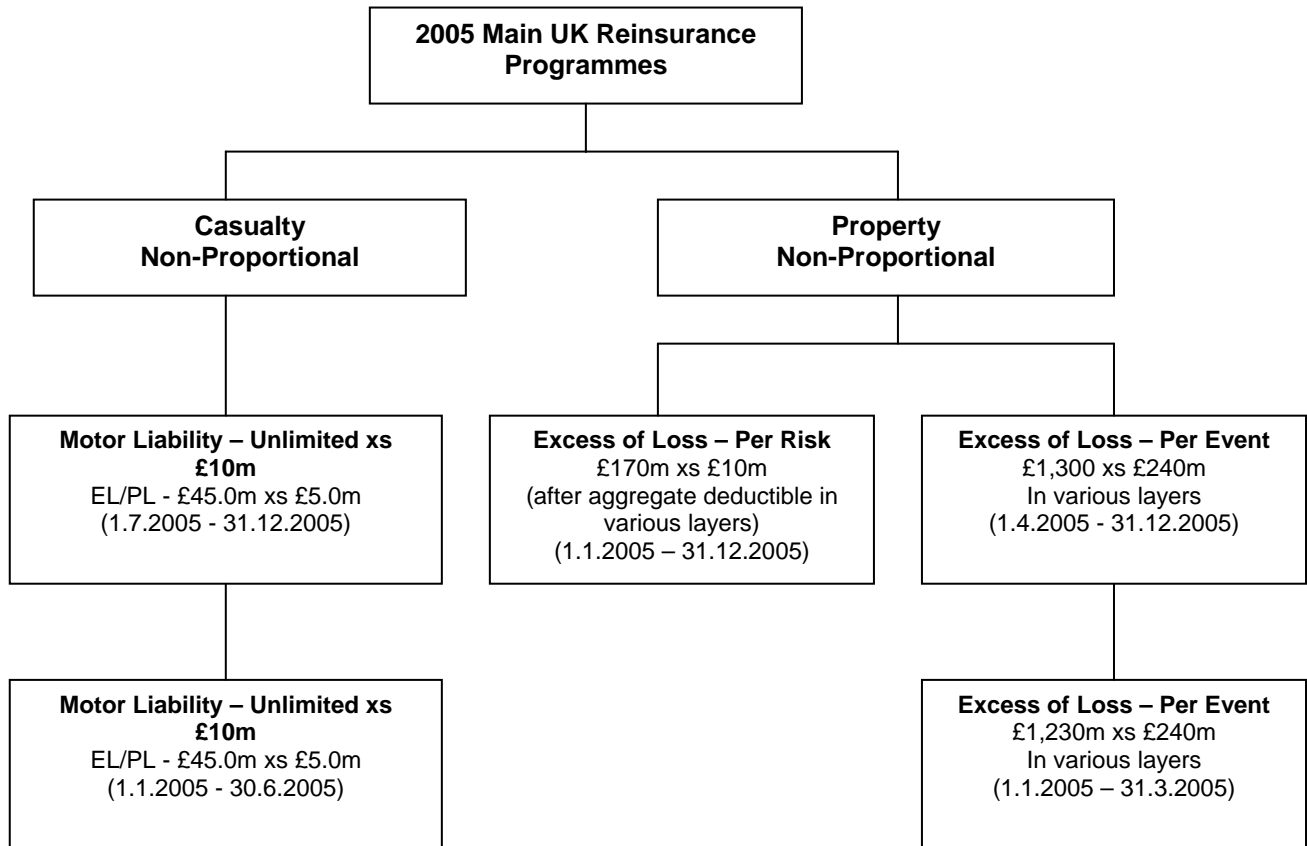 2005 Main UK Reinsurance
Programmes
Casualty
Non-Proportional
Property
Non-Proportional
Motor Liability – Unlimited xs
£10m
EL/PL - £45.0m xs £5.0m
(1.7.2005 - 31.12.2005)
Excess of Loss – Per Risk
£170m xs £10m
(after aggregate deductible in
various layers)
(1.1.2005 – 31.12.2005)
Excess of Loss – Per Event
£1,300 xs £240m
In various layers
(1.4.2005 - 31.12.2005)
Motor Liability – Unlimited xs
£10m
EL/PL - £45.0m xs £5.0m
(1.1.2005 - 30.6.2005)
Excess of Loss – Per Event
£1,230m xs £240m
In various layers
(1.1.2005 – 31.3.2005)